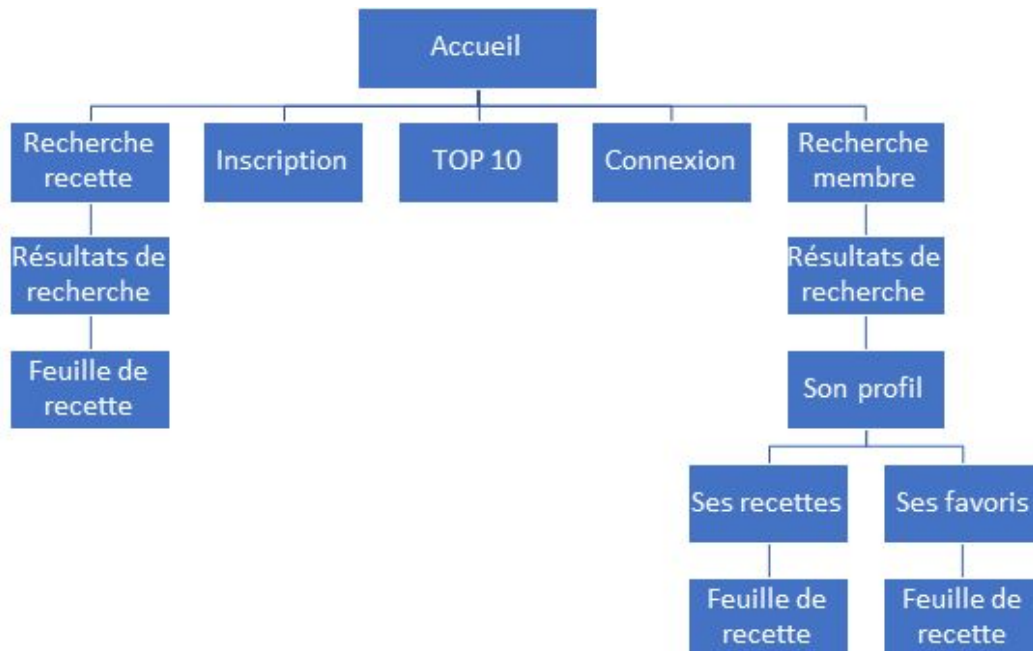 Accueil
Recherche
recette
Inscription
TOP 10
Connexion
Recherche
membre
Résultats de
recherche
Résultats de
recherche
Feuille de
recette
Son profil
Ses recettes
Ses favoris
Feuille de
recette
Feuille de
recette